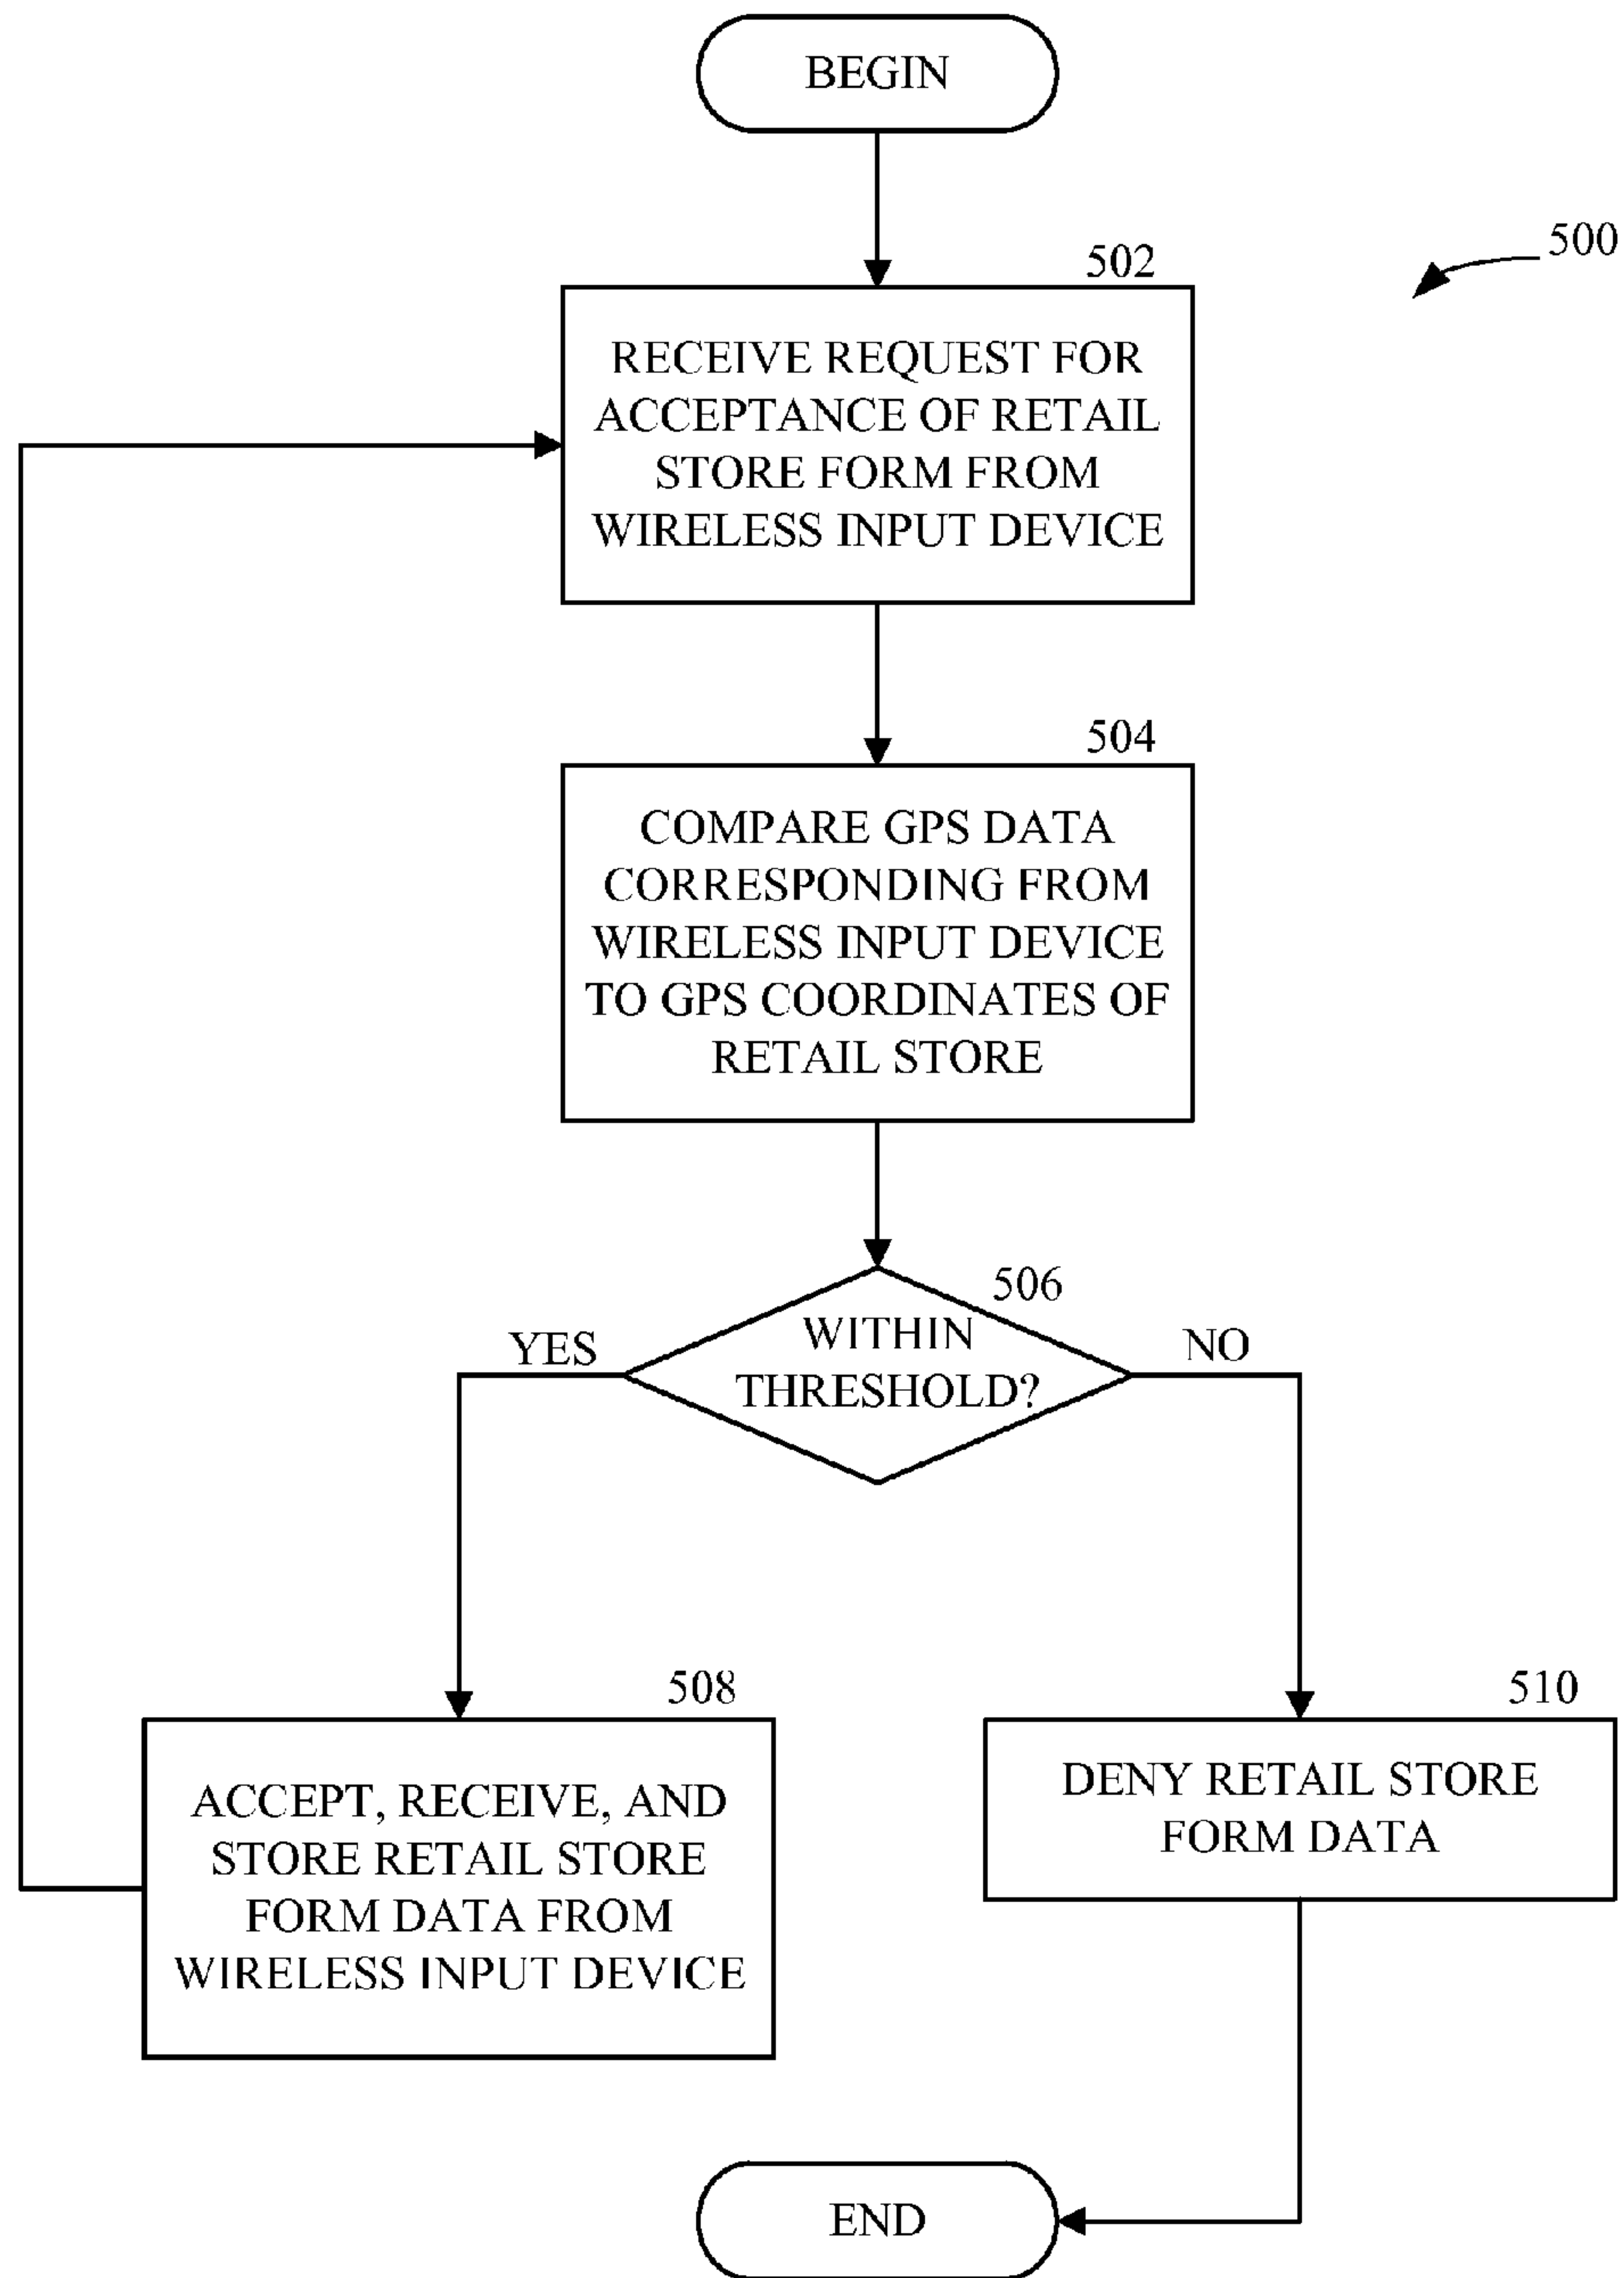 BEGIN
500
502
RECEIVE REQUEST FOR
ACCEPTANCE OF RETAIL
STORE FORM FROM
WIRELESS INPUT DEVICE
504
COMPARE GPS DATA
CORRESPONDING FROM
WIRELESS INPUT DEVICE
TO GPS COORDINATES OF
RETAIL STORE
506
WITHIN
THRESHOLD?
YES
NO
508
ACCEPT, RECEIVE, AND
STORE RETAIL STORE
FORM DATA FROM
WIRELESS INPUT DEVICE
510
DENY RETAIL STORE
FORM DATA
END